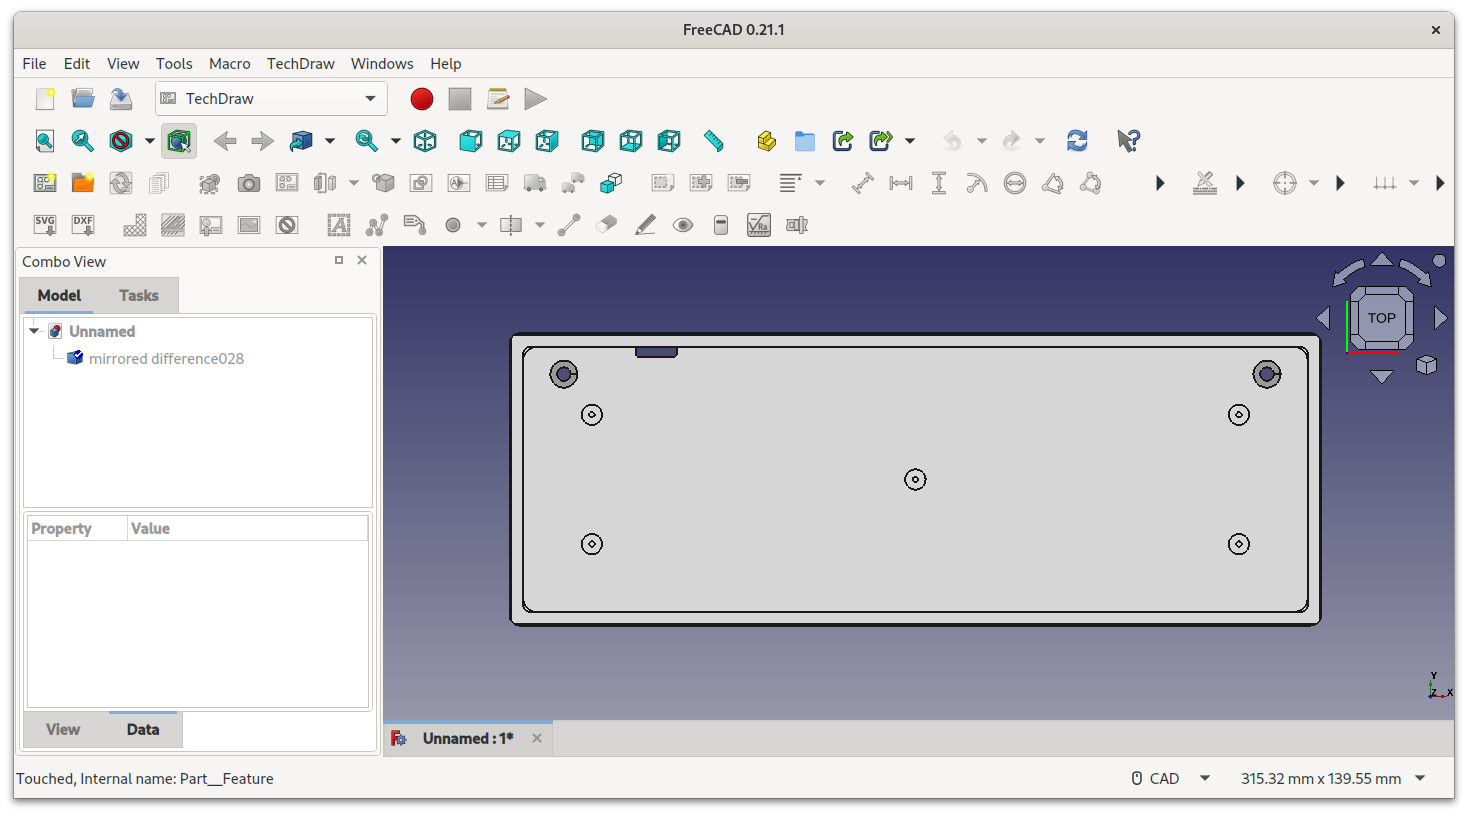 FreeCAD 0.21.1
File Edit View Tools Macro TechDraw Windows Help
TechDraw
SVG DXF
A
Ra
Combo View
Model Tasks
Unnamed
mirrored difference028
Property Value
View Data
TOP
Y
Z X
Unnamed : 1*
Touched, Internal name: Part__Feature
CAD 315.32 mm x 139.55 mm